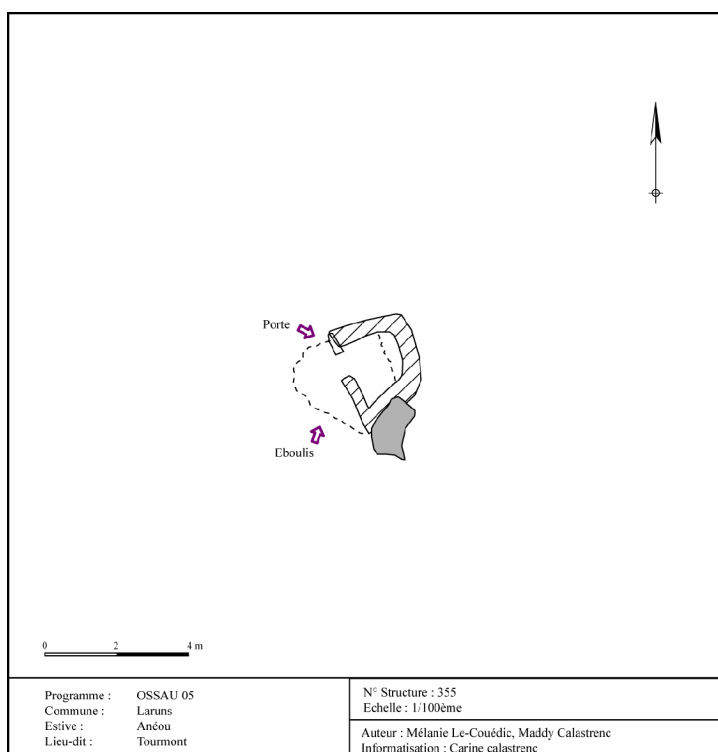 Porte
Eboulis
0 2 4 m
Programme : OSSAU 05
Commune : Laruns
Estive : Anéou
Lieu-dit : Tourmont
N° Structure : 355
Echelle : 1/100ème
Auteur : Mélanie Le-Couédic, Maddy Calastrenc
Informatisation : Carine calastrenc